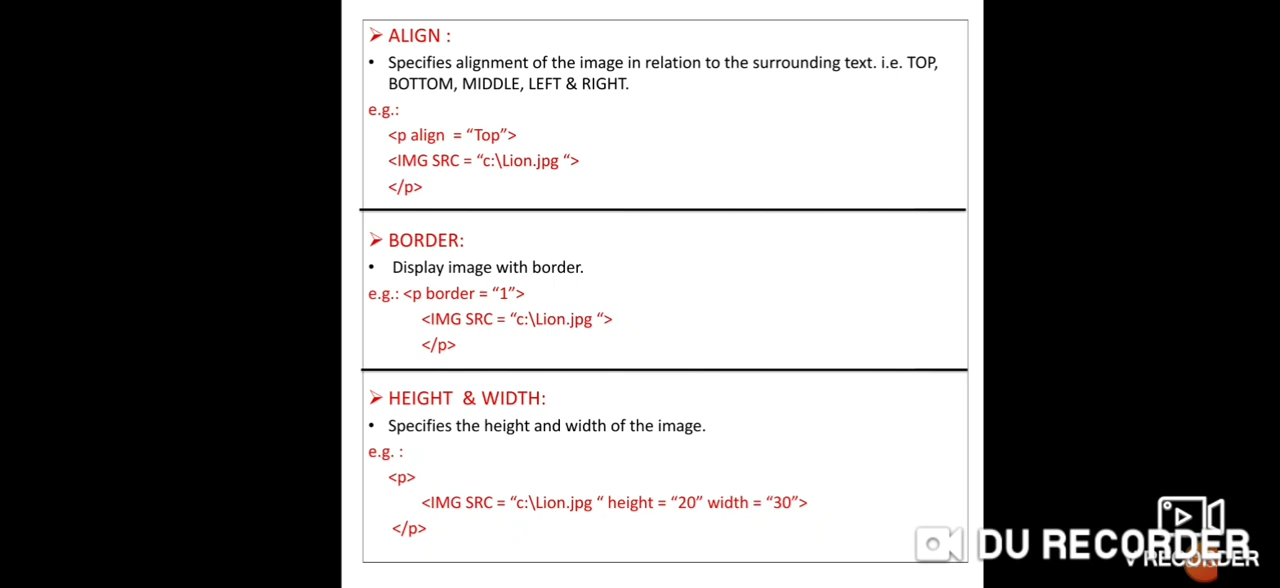 ➢ ALIGN :
• Specifies alignment of the image in relation to the surrounding text. i.e. TOP,
BOTTOM, MIDDLE, LEFT & RIGHT.
e.g.:
<p align = “Top”>
<IMG SRC = “c:\Lion.jpg “>
</p>
➢ BORDER:
• Display image with border.
e.g.: <p border = “1”>
<IMG SRC = “c:\Lion.jpg “>
</p>
➢ HEIGHT & WIDTH:
• Specifies the height and width of the image.
e.g. :
<p>
<IMG SRC = “c:\Lion.jpg “ height = “20” width = “30”>
</p>
DU RECORDER
V RECORDER